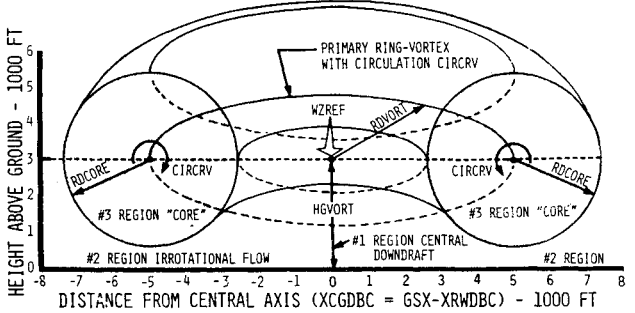 HEIGHT ABOVE GROUND - 1000 FT
6
5
4
3
2
1
0
PRIMARY RING-VORTEX
WITH CIRCULATION CIRCRV
WZREF
RDVORT
RDCORE
CIRCRV
CIRCRV
RDCORE
#3 REGION "CORE"
HGVORT
#3 REGION "CORE"
#1 REGION CENTRAL
DOWNDRAFT
#2 REGION IRROTATIONAL FLOW
#2 REGION
-8 -7 -6 -5 -4 -3 -2 -1 0 1 2 3 4 5 6 7 8
DISTANCE FROM CENTRAL AXIS (XCGDBC = GSX-XRWDBC) - 1000 FT